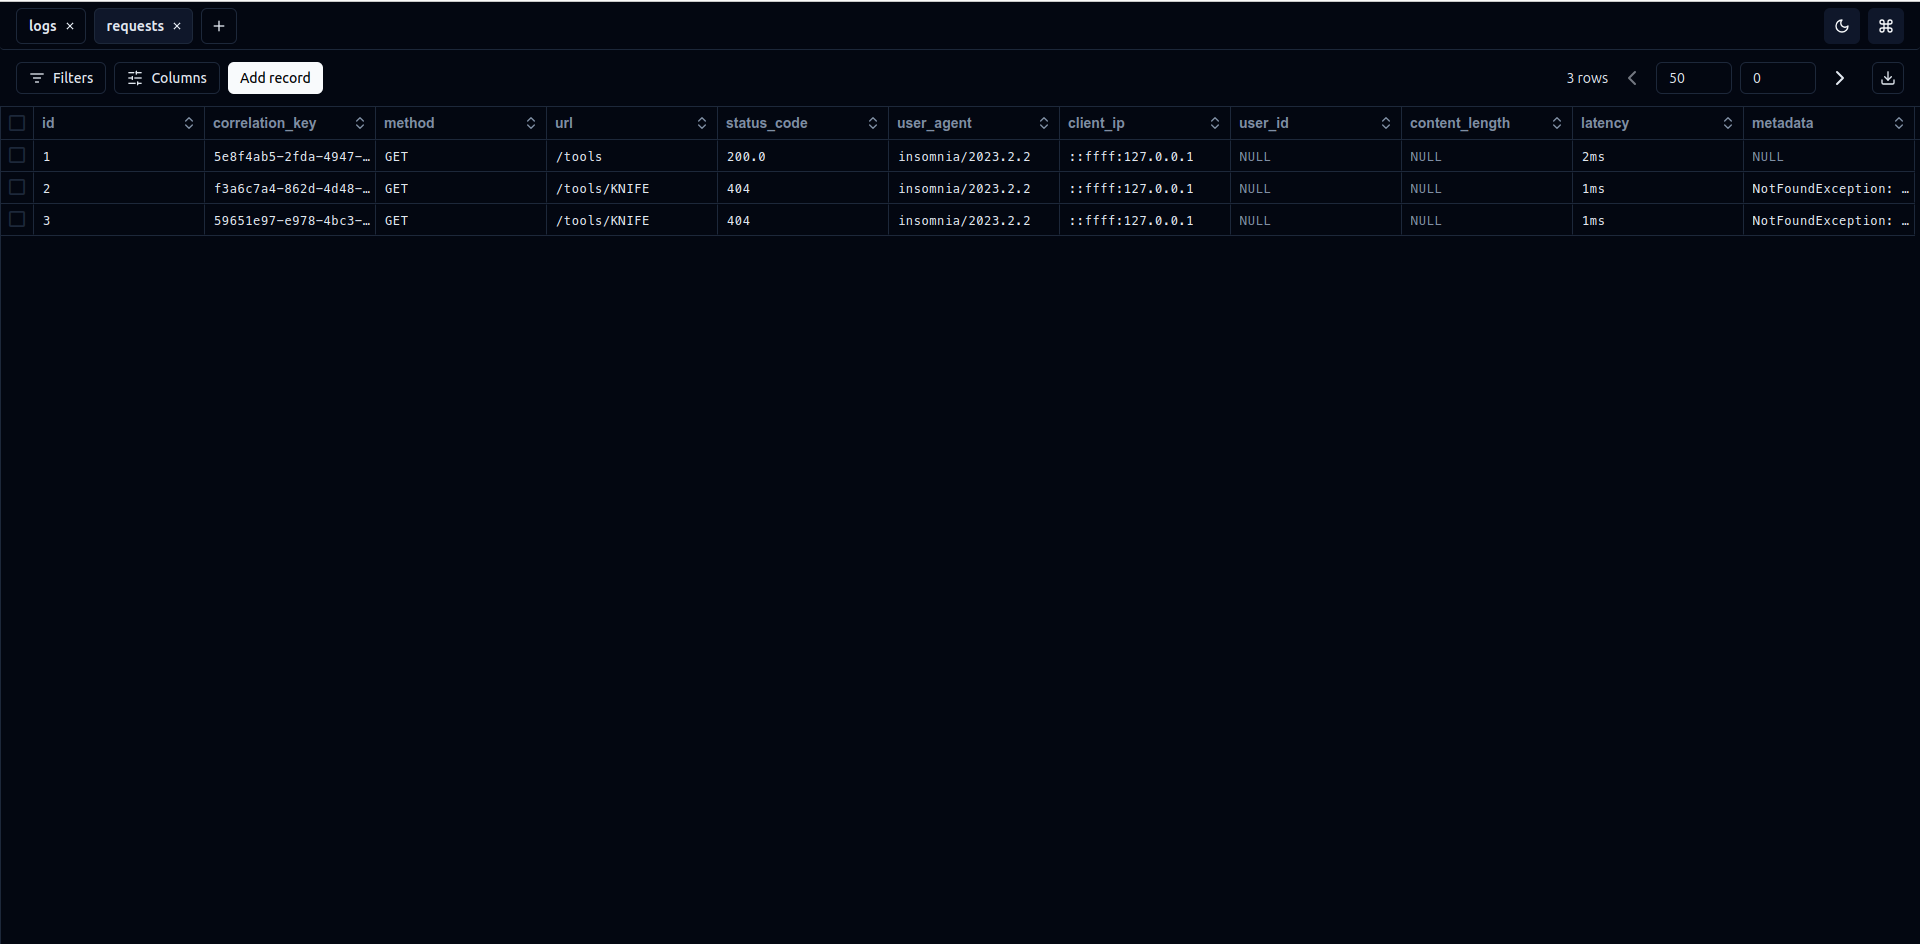 logs × requests × +
Filters Columns Add record 3 rows 50 0
id correlation_key method url status_code user_agent client_ip user_id content_length latency metadata
1 5e8f4ab5-2fda-4947-… GET /tools 200.0 insomnia/2023.2.2 ::ffff:127.0.0.1 NULL NULL 2ms NULL
2 f3a6c7a4-862d-4d48-… GET /tools/KNIFE 404 insomnia/2023.2.2 ::ffff:127.0.0.1 NULL NULL 1ms NotFoundException: …
3 59651e97-e978-4bc3-… GET /tools/KNIFE 404 insomnia/2023.2.2 ::ffff:127.0.0.1 NULL NULL 1ms NotFoundException: …